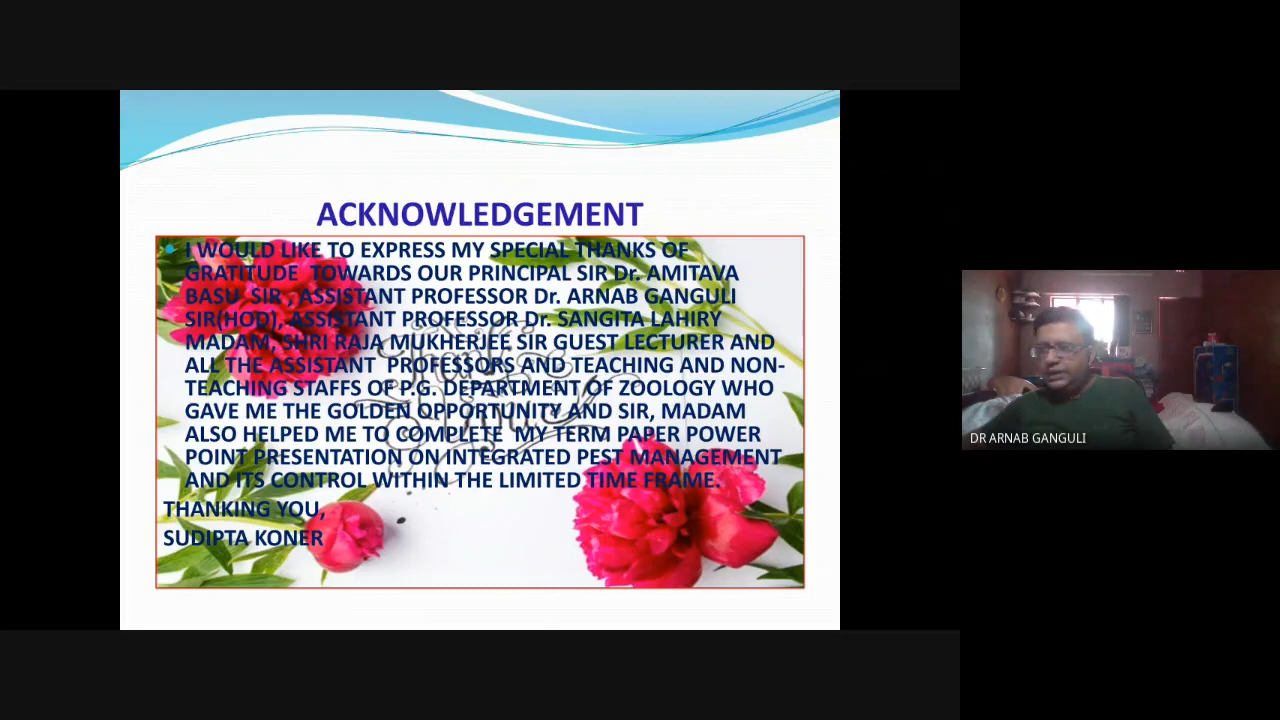 ACKNOWLEDGEMENT
I WOULD LIKE TO EXPRESS MY SPECIAL THANKS OF
GRATITUDE TOWARDS OUR PRINCIPAL SIR Dr. AMITAVA
BASU SIR , ASSISTANT PROFESSOR Dr. ARNAB GANGULI
SIR(HOD), ASSISTANT PROFESSOR Dr. SANGITA LAHIRY
MADAM, SHRI RAJA MUKHERJEE SIR GUEST LECTURER AND
ALL THE ASSISTANT PROFESSORS AND TEACHING AND NON-
TEACHING STAFFS OF P.G. DEPARTMENT OF ZOOLOGY WHO
GAVE ME THE GOLDEN OPPORTUNITY AND SIR, MADAM
ALSO HELPED ME TO COMPLETE MY TERM PAPER POWER
POINT PRESENTATION ON INTEGRATED PEST MANAGEMENT
AND ITS CONTROL WITHIN THE LIMITED TIME FRAME.
THANKING YOU,
SUDIPTA KONER
Thank
you
DR ARNAB GANGULI